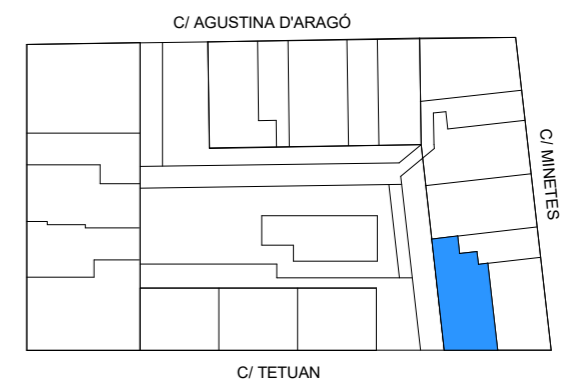 C/ AGUSTINA D'ARAGÓ
C/ MINETES
C/ TETUAN